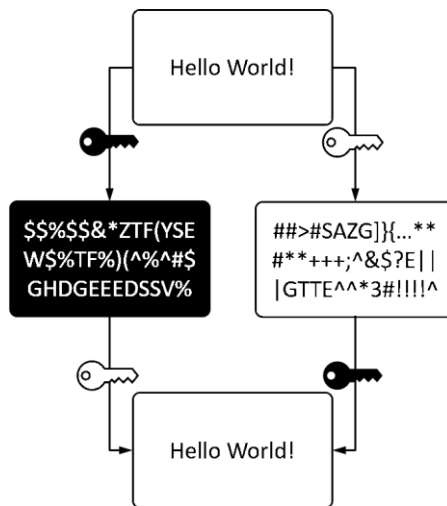 Hello World!
$$%$$&*ZTF(YSE
W$%TF%)(^%^#$
GHDGEEEDSSV%
##>#SAZG]}{...**
#**+++;^&$?E||
|GTTE^^*3#!!!!^
Hello World!